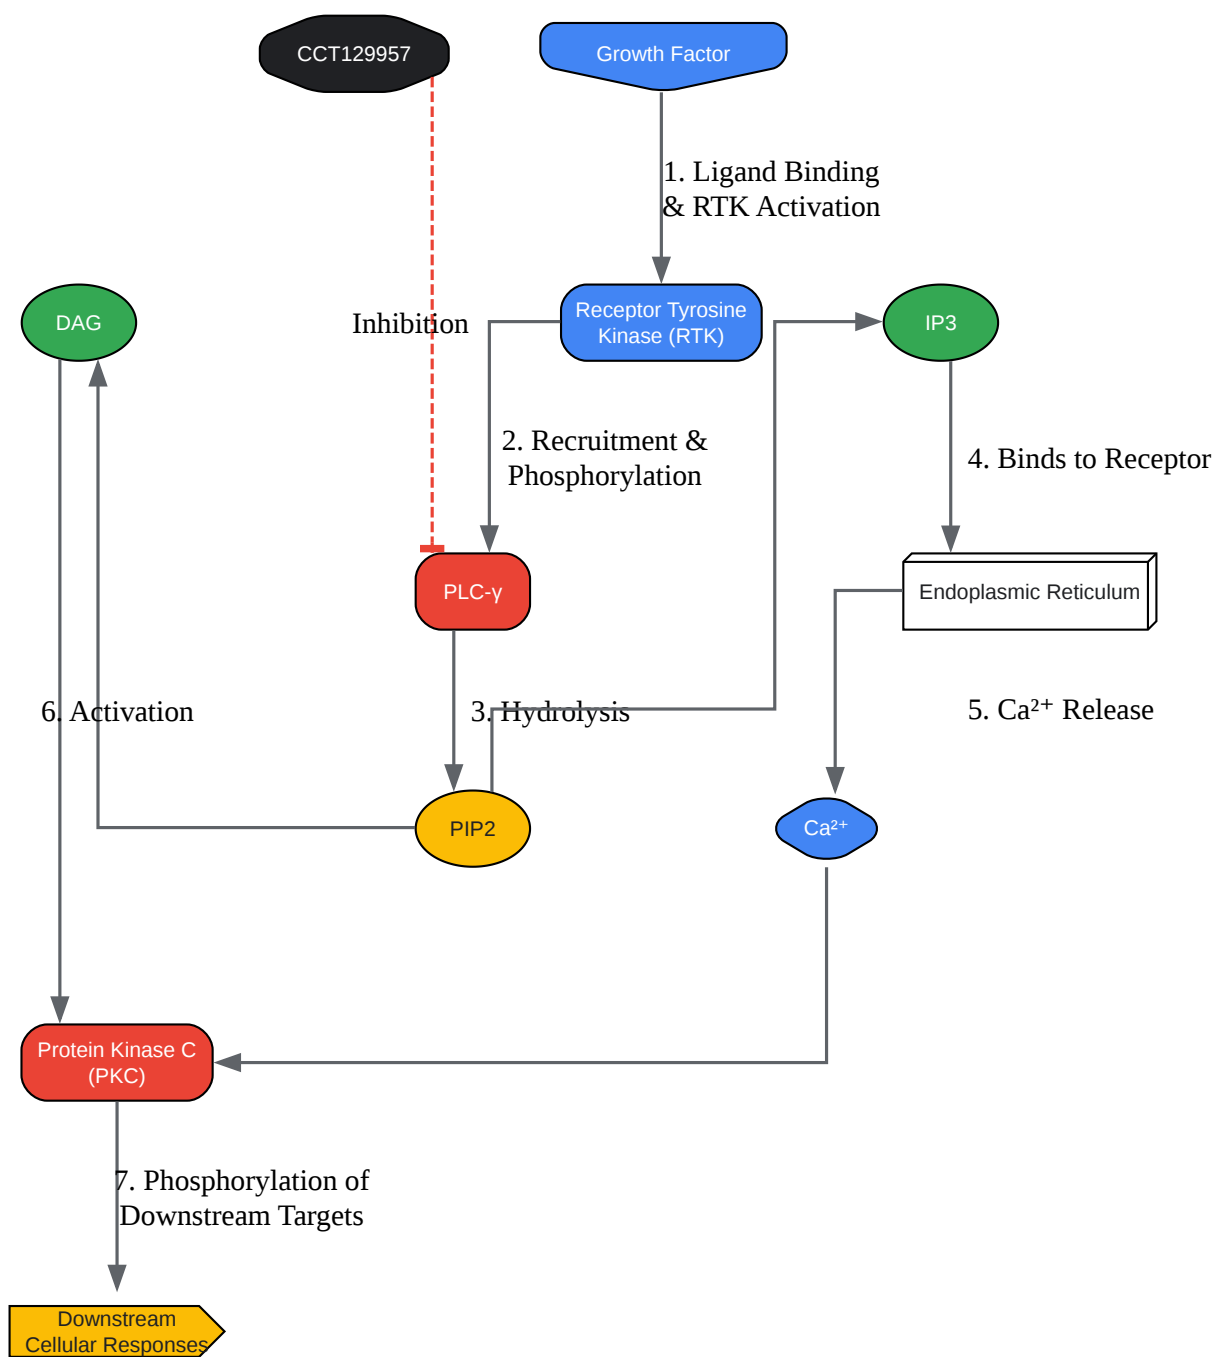 CCT129957
Growth Factor
1. Ligand Binding
& RTK Activation
DAG
Inhibition
Receptor Tyrosine
Kinase (RTK)
IP3
2. Recruitment &
Phosphorylation
4. Binds to Receptor
PLC-γ
Endoplasmic Reticulum
6. Activation
3. Hydrolysis
5. Ca²⁺ Release
PIP2
Ca²⁺
Protein Kinase C
(PKC)
7. Phosphorylation of
Downstream Targets
Downstream
Cellular Responses